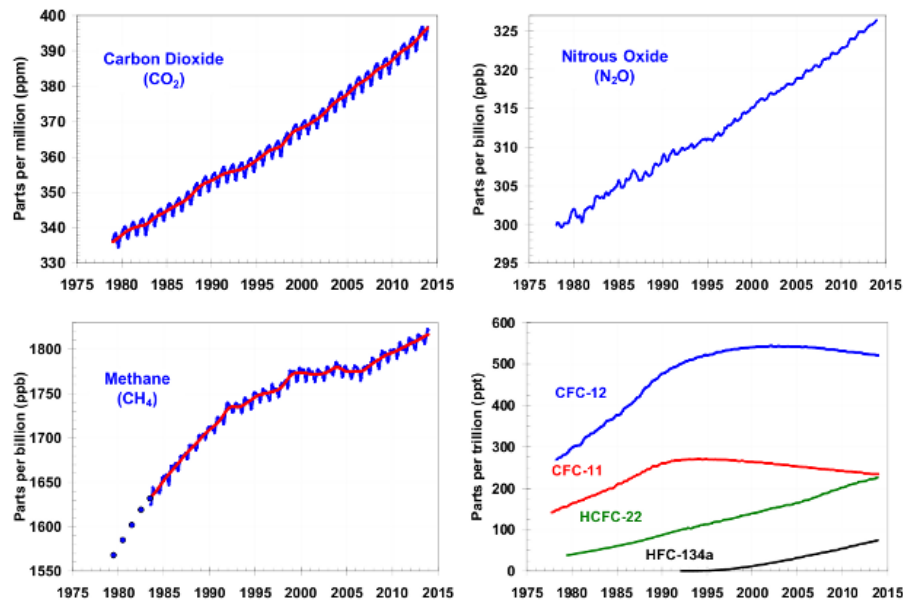 Parts per million (ppm)
400
390
380
370
360
350
340
330
Carbon Dioxide
(CO₂)
1975 1980 1985 1990 1995 2000 2005 2010 2015
Parts per billion (ppb)
325
320
315
310
305
300
295
Nitrous Oxide
(N₂O)
1975 1980 1985 1990 1995 2000 2005 2010 2015
Parts per billion (ppb)
1800
1750
1700
1650
1600
1550
Methane
(CH₄)
1975 1980 1985 1990 1995 2000 2005 2010 2015
Parts per trillion (ppt)
600
500
400
300
200
100
0
CFC-12
CFC-11
HCFC-22
HFC-134a
1975 1980 1985 1990 1995 2000 2005 2010 2015